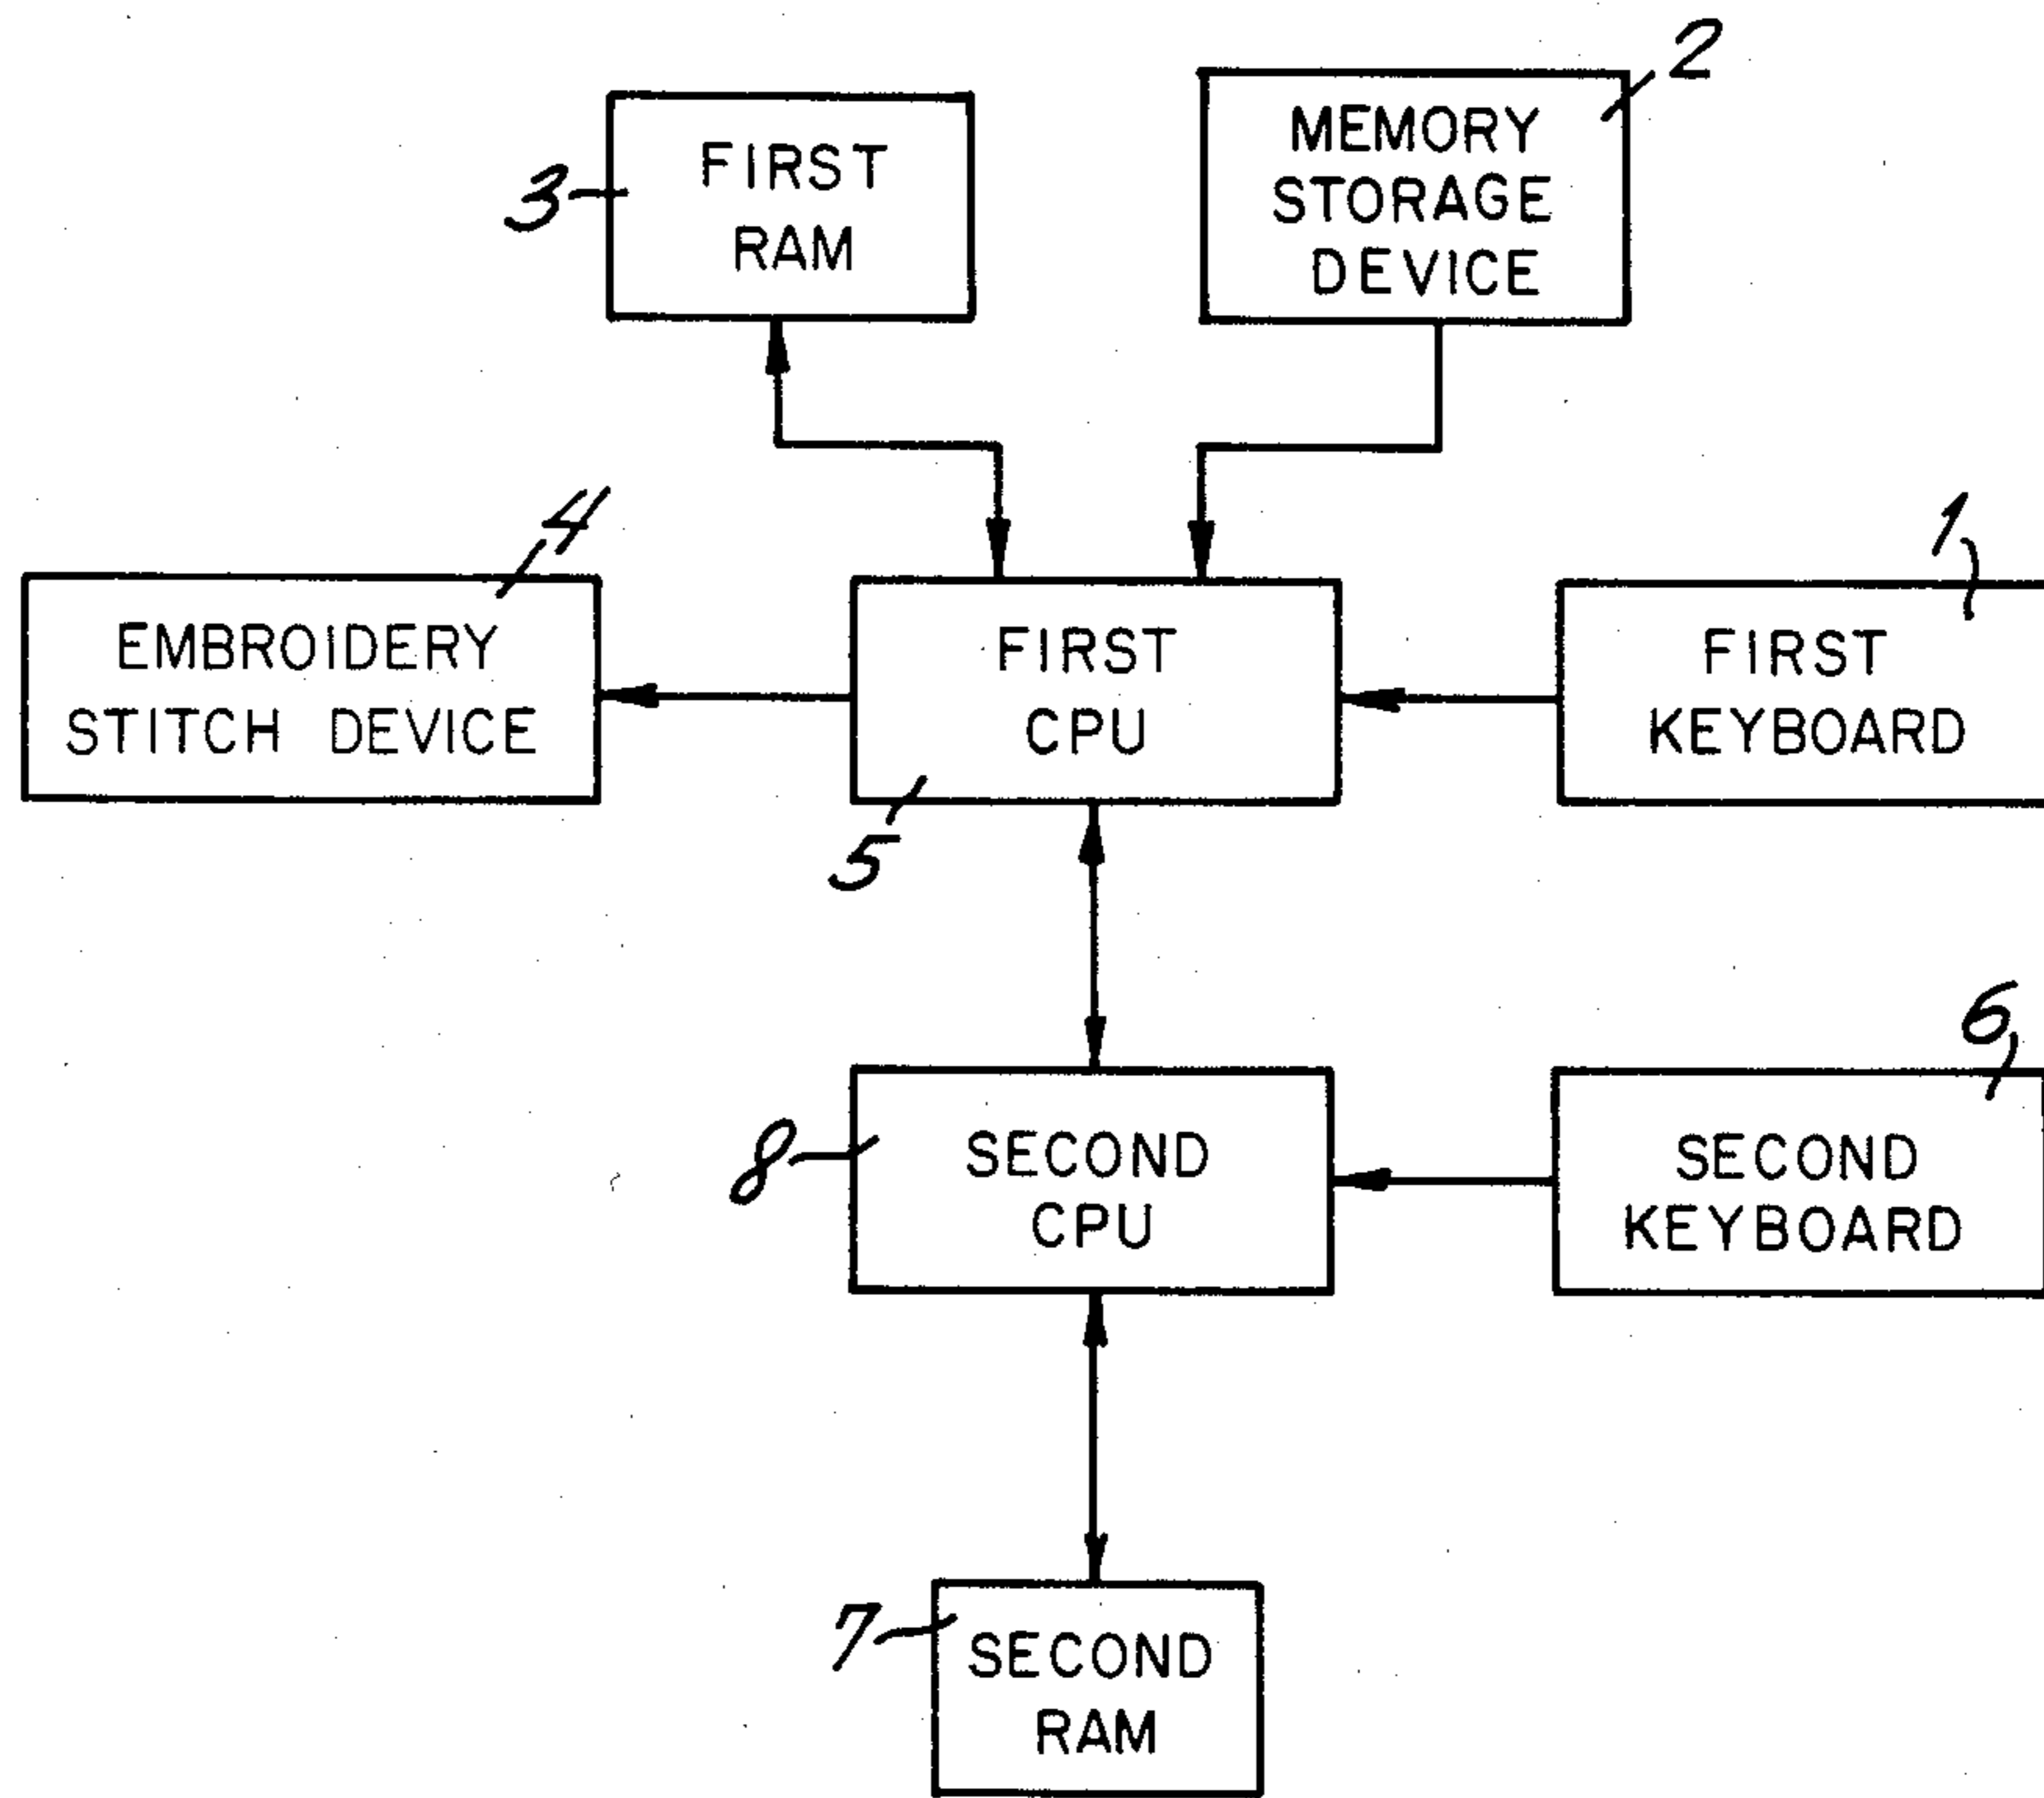 2
3
FIRST
RAM
MEMORY
STORAGE
DEVICE
4
1
EMBROIDERY
STITCH DEVICE
FIRST
CPU
FIRST
KEYBOARD
5
6
8
SECOND
CPU
SECOND
KEYBOARD
7
SECOND
RAM